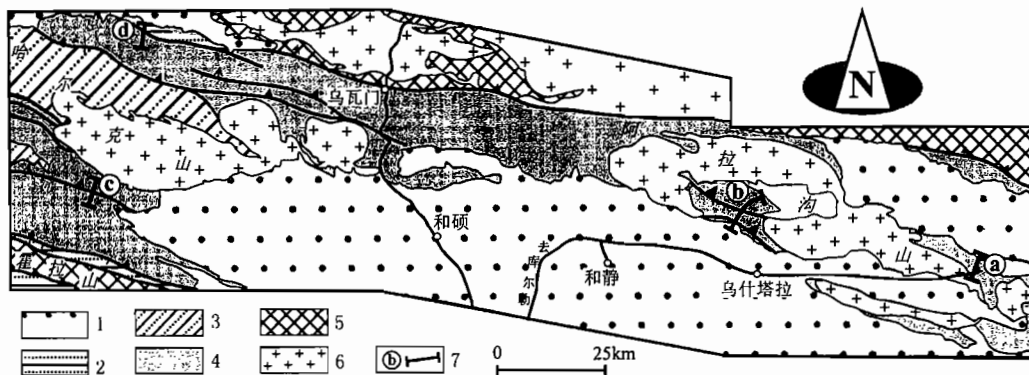 ⓓ
哈尔克山
乌瓦门
N
阿拉沟山
ⓒ
ⓑ
和硕
去库尔勒
和静
乌什塔拉
ⓐ
霍拉山
1 3 5
2 4 6 ⓑ 7
0 25km